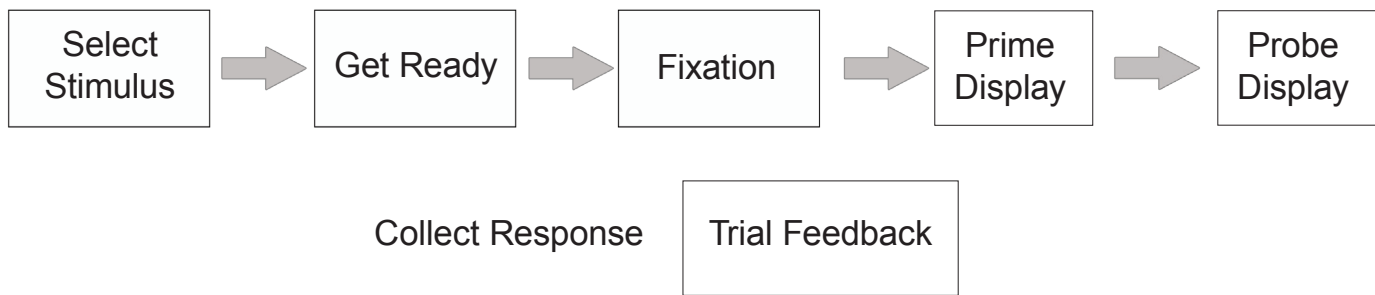 Select
Stimulus
Get Ready
Fixation
Prime
Display
Probe
Display
Collect Response
Trial Feedback